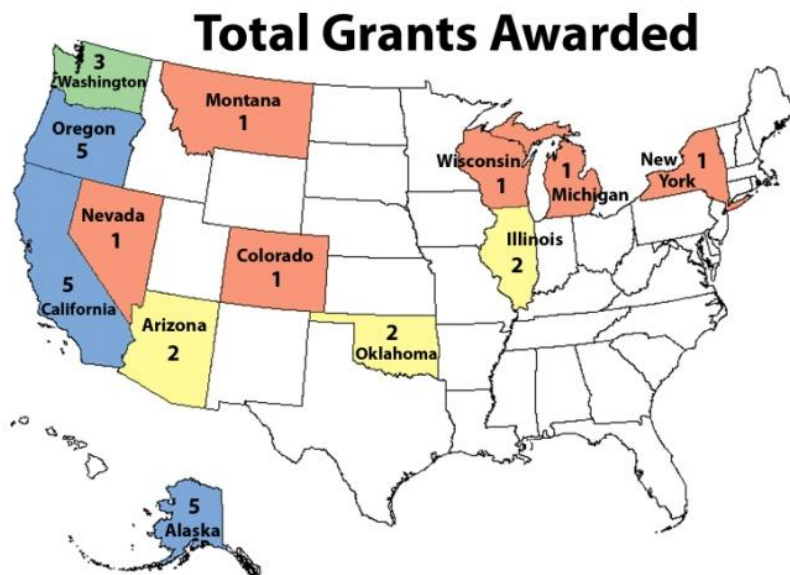 Total Grants Awarded
3
Washington
Montana
1
Oregon
5
Wisconsin
1
1
Michigan
New
York
1
Nevada
1
Illinois
2
Colorado
1
5
California
Arizona
2
2
Oklahoma
5
Alaska